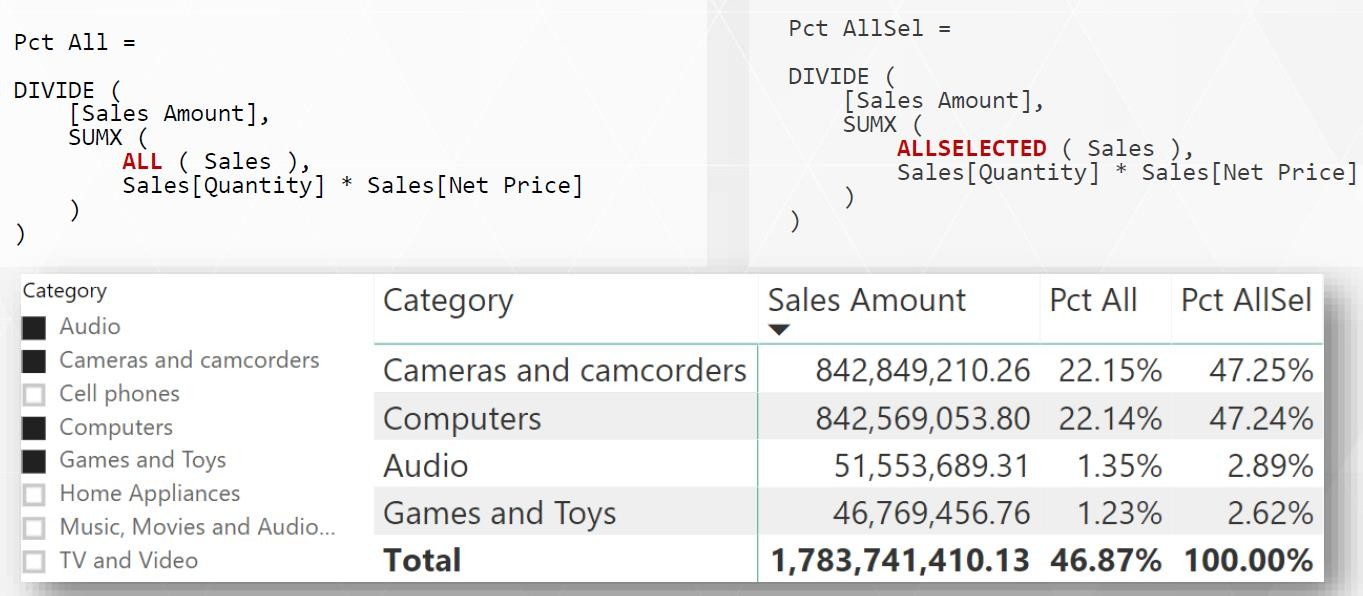 Pct All =
DIVIDE (
[Sales Amount],
SUMX (
ALL ( Sales ),
Sales[Quantity] * Sales[Net Price]
)
)
Pct AllSel =
DIVIDE (
[Sales Amount],
SUMX (
ALLSELECTED ( Sales ),
Sales[Quantity] * Sales[Net Price]
)
)
Category
Audio
Cameras and camcorders
Cell phones
Computers
Games and Toys
Home Appliances
Music, Movies and Audio...
TV and Video
Category Sales Amount Pct All Pct AllSel
Cameras and camcorders 842,849,210.26 22.15% 47.25%
Computers 842,569,053.80 22.14% 47.24%
Audio 51,553,689.31 1.35% 2.89%
Games and Toys 46,769,456.76 1.23% 2.62%
Total 1,783,741,410.13 46.87% 100.00%